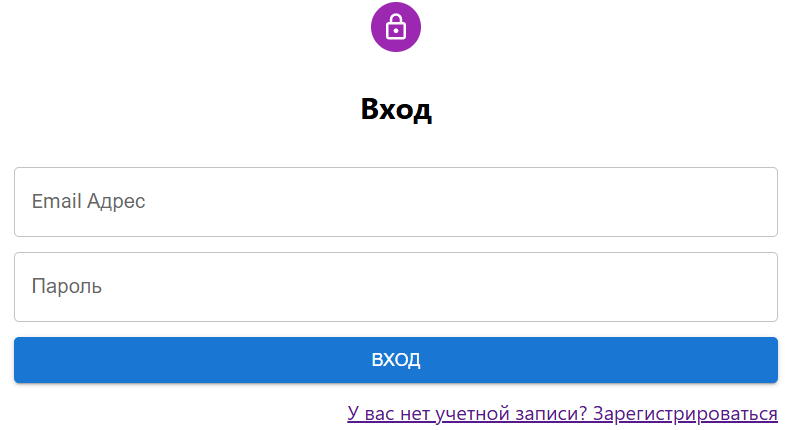 Вход
Email Адрес
Пароль
ВХОД
У вас нет учетной записи? Зарегистрироваться